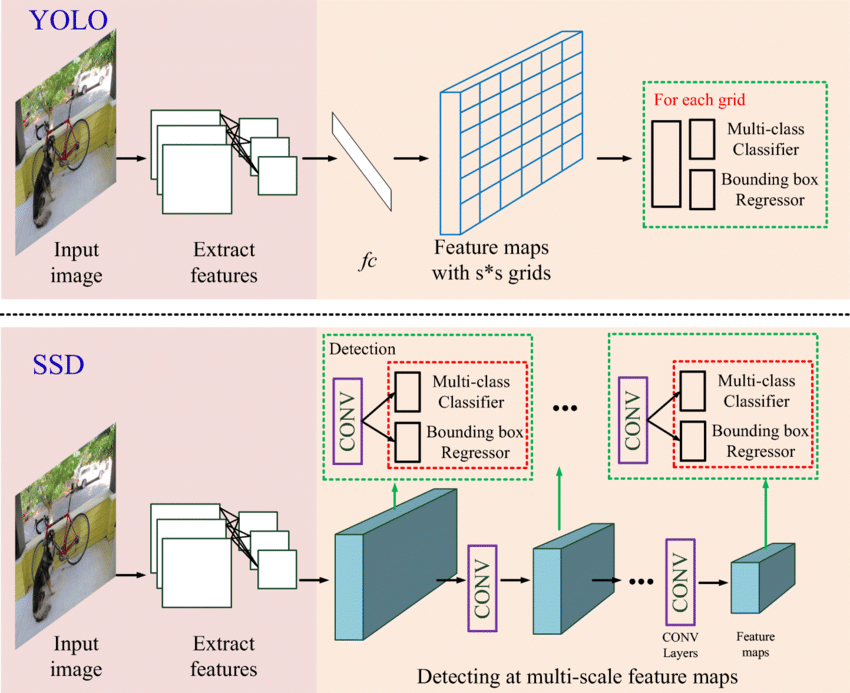 YOLO
Input
image
Extract
features
fc
Feature maps
with s*s grids
For each grid
Multi-class
Classifier
Bounding box
Regressor
SSD
Input
image
Extract
features
Detection
CONV
Multi-class
Classifier
Bounding box
Regressor
•••
CONV
Multi-class
Classifier
Bounding box
Regressor
CONV
•••
CONV
CONV
Layers
Feature
maps
Detecting at multi-scale feature maps